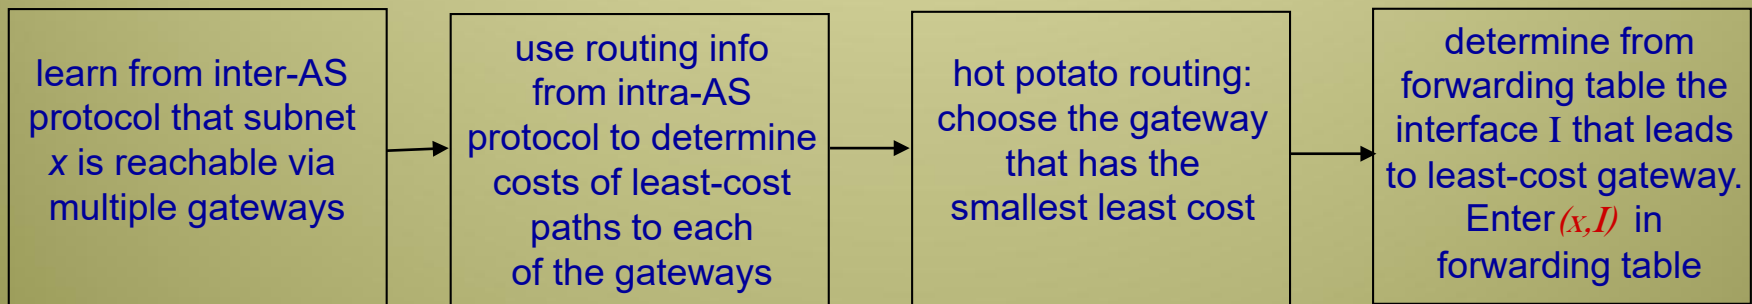 learn from inter-AS
protocol that subnet
x is reachable via
multiple gateways
use routing info
from intra-AS
protocol to determine
costs of least-cost
paths to each
of the gateways
hot potato routing:
choose the gateway
that has the
smallest least cost
determine from
forwarding table the
interface I that leads
to least-cost gateway.
Enter (x,I) in
forwarding table